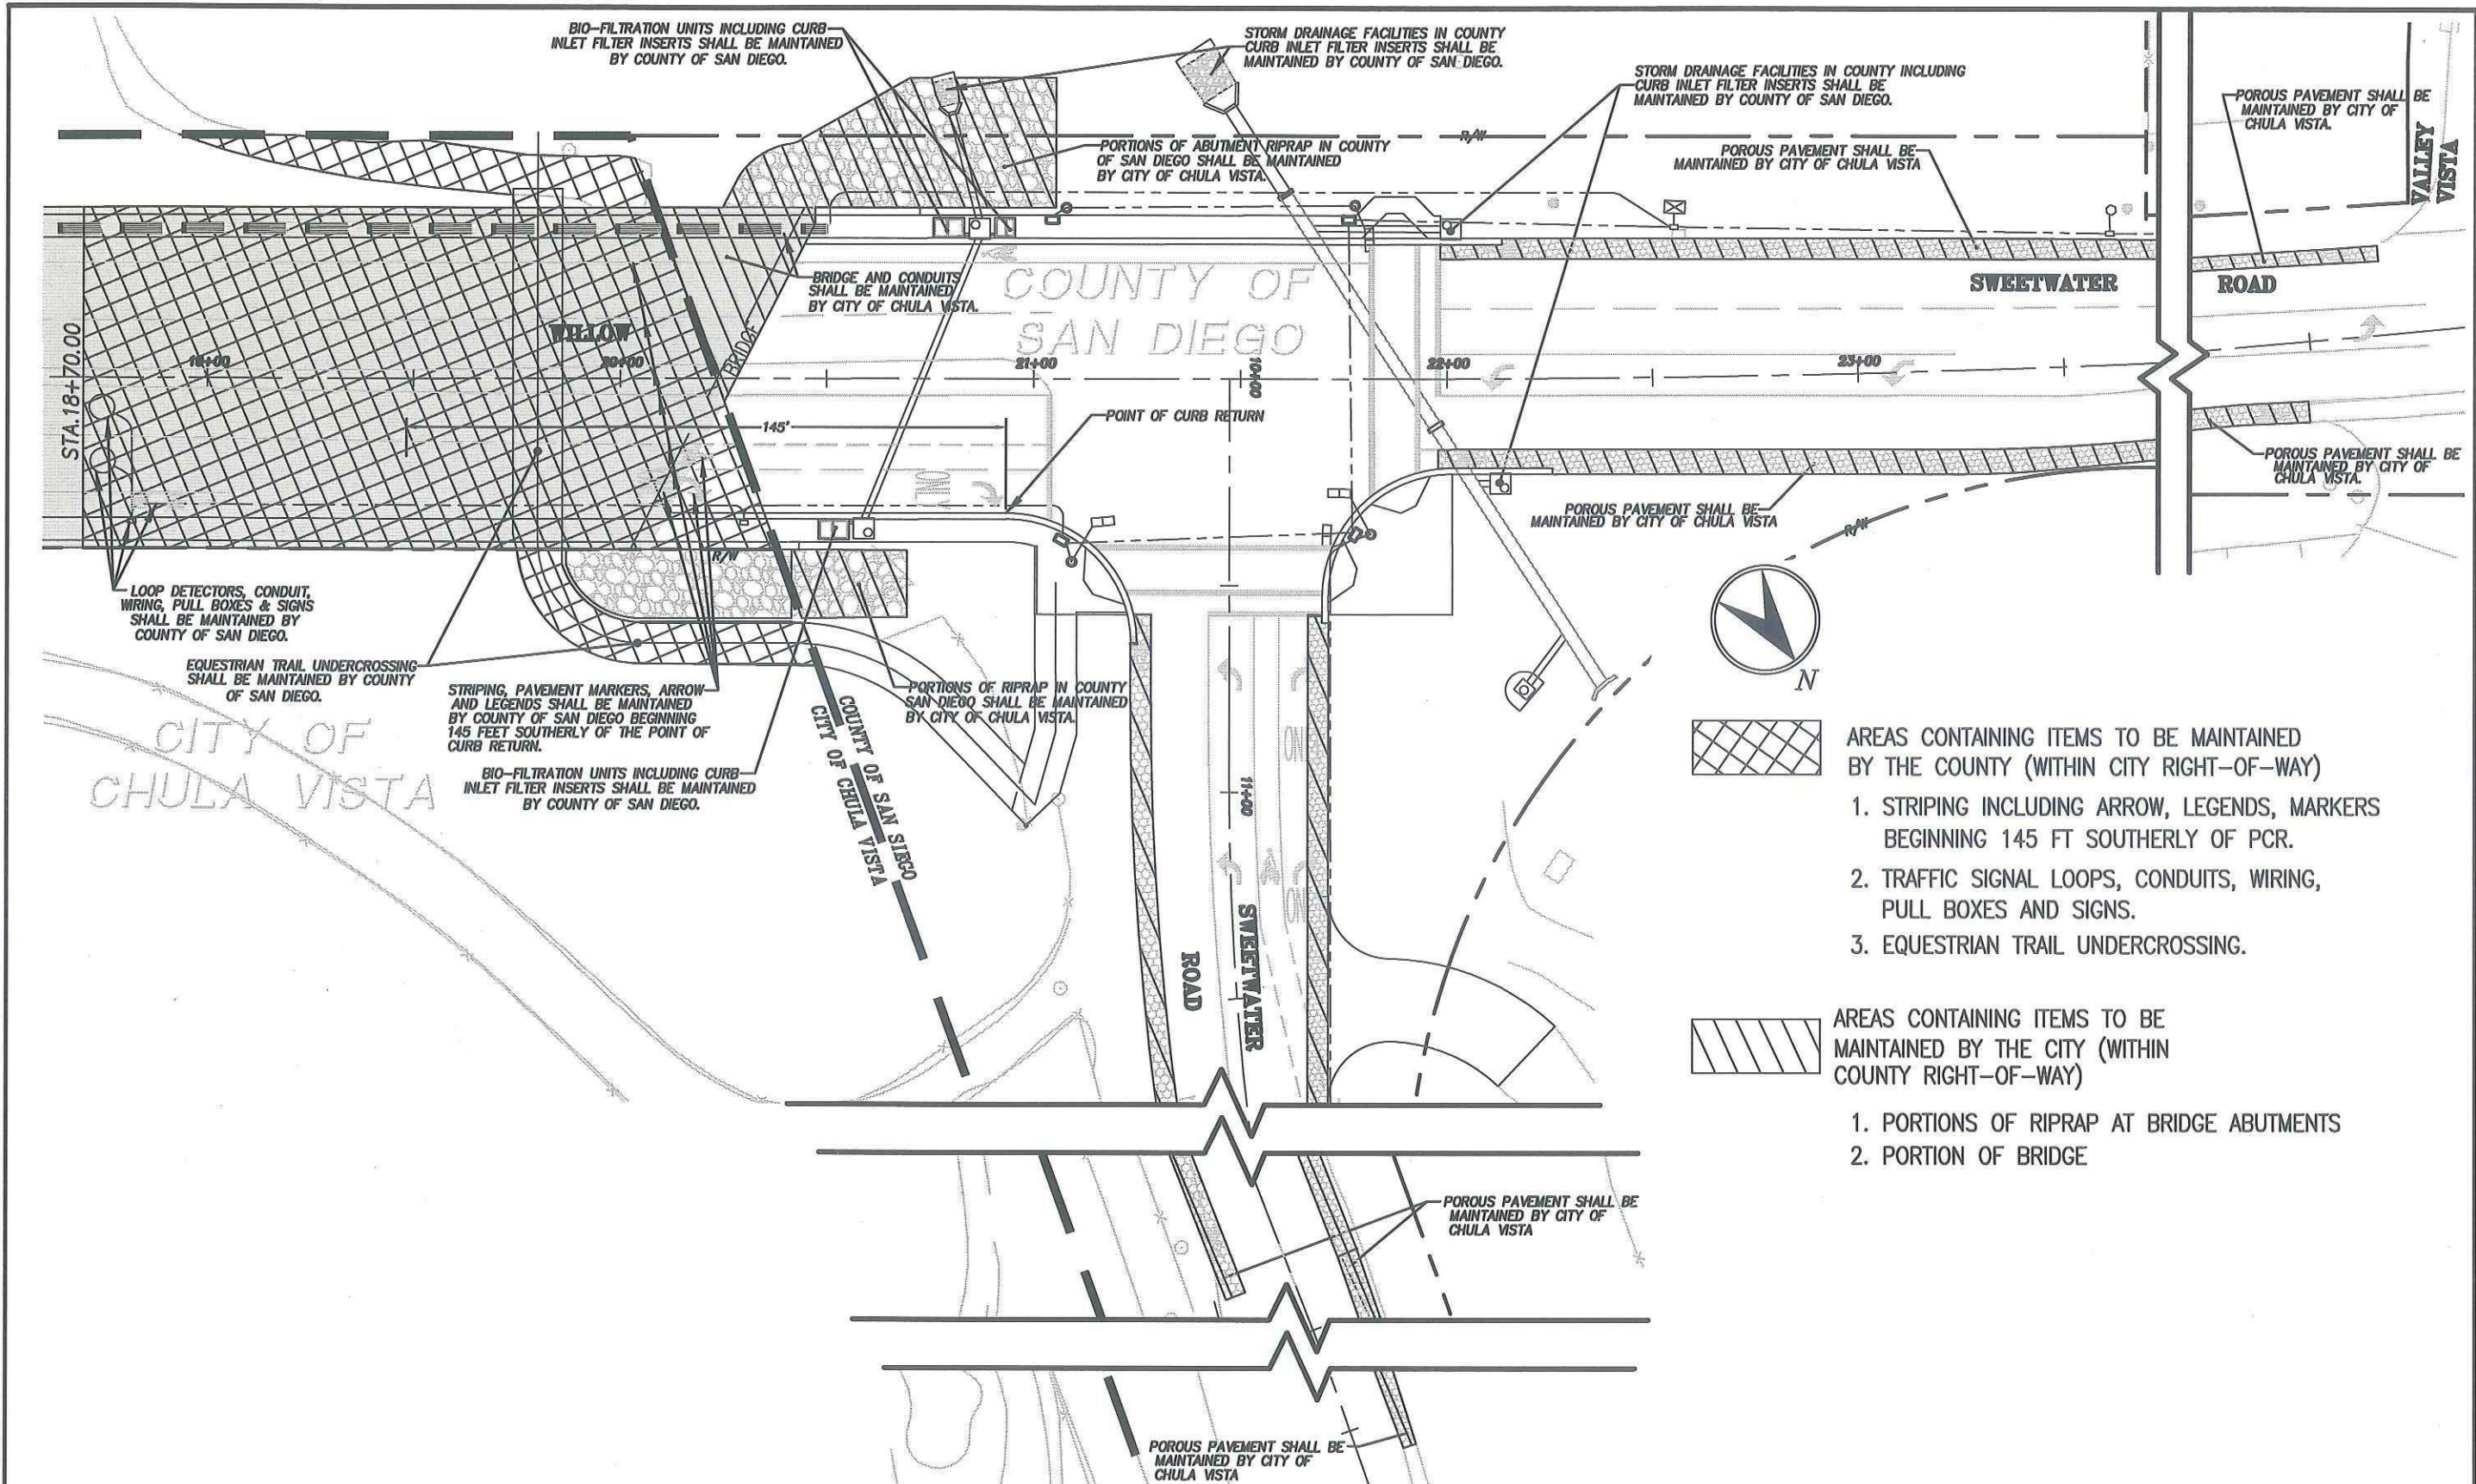 BIO-FILTRATION UNITS INCLUDING CURB
INLET FILTER INSERTS SHALL BE MAINTAINED
BY COUNTY OF SAN DIEGO.
STORM DRAINAGE FACILITIES IN COUNTY
CURB INLET FILTER INSERTS SHALL BE
MAINTAINED BY COUNTY OF SAN DIEGO.
STORM DRAINAGE FACILITIES IN COUNTY INCLUDING
CURB INLET FILTER INSERTS SHALL BE
MAINTAINED BY COUNTY OF SAN DIEGO.
POROUS PAVEMENT SHALL BE
MAINTAINED BY CITY OF
CHULA VISTA.
VALLEY
VISTA
R/W
PORTIONS OF ABUTMENT RIPRAP IN COUNTY
OF SAN DIEGO SHALL BE MAINTAINED
BY CITY OF CHULA VISTA.
POROUS PAVEMENT SHALL BE
MAINTAINED BY CITY OF CHULA VISTA
BRIDGE AND CONDUITS
SHALL BE MAINTAINED
BY CITY OF CHULA VISTA.
COUNTY OF
SAN DIEGO
SWEETWATER
ROAD
STA.18+70.00
WILLOW
BRIDGE
20+00
21+00
10+00
22+00
23+00
145'
POINT OF CURB RETURN
POROUS PAVEMENT SHALL BE
MAINTAINED BY CITY OF
CHULA VISTA.
POROUS PAVEMENT SHALL BE
MAINTAINED BY CITY OF CHULA VISTA
R/W
R/W
LOOP DETECTORS, CONDUIT,
WIRING, PULL BOXES & SIGNS
SHALL BE MAINTAINED BY
COUNTY OF SAN DIEGO.
EQUESTRIAN TRAIL UNDERCROSSING
SHALL BE MAINTAINED BY COUNTY
OF SAN DIEGO.
STRIPING, PAVEMENT MARKERS, ARROW
AND LEGENDS SHALL BE MAINTAINED
BY COUNTY OF SAN DIEGO BEGINNING
145 FEET SOUTHERLY OF THE POINT OF
CURB RETURN.
PORTIONS OF RIPRAP IN COUNTY
SAN DIEGO SHALL BE MAINTAINED
BY CITY OF CHULA VISTA.
CITY OF
CHULA VISTA
BIO-FILTRATION UNITS INCLUDING CURB
INLET FILTER INSERTS SHALL BE MAINTAINED
BY COUNTY OF SAN DIEGO.
COUNTY OF SAN SIEGO
CITY OF CHULA VISTA
11+00
SWEETWATER
ROAD
N
AREAS CONTAINING ITEMS TO BE MAINTAINED
BY THE COUNTY (WITHIN CITY RIGHT-OF-WAY)
1. STRIPING INCLUDING ARROW, LEGENDS, MARKERS
BEGINNING 145 FT SOUTHERLY OF PCR.
2. TRAFFIC SIGNAL LOOPS, CONDUITS, WIRING,
PULL BOXES AND SIGNS.
3. EQUESTRIAN TRAIL UNDERCROSSING.
AREAS CONTAINING ITEMS TO BE
MAINTAINED BY THE CITY (WITHIN
COUNTY RIGHT-OF-WAY)
1. PORTIONS OF RIPRAP AT BRIDGE ABUTMENTS
2. PORTION OF BRIDGE
POROUS PAVEMENT SHALL BE
MAINTAINED BY CITY OF
CHULA VISTA
POROUS PAVEMENT SHALL BE
MAINTAINED BY CITY OF
CHULA VISTA